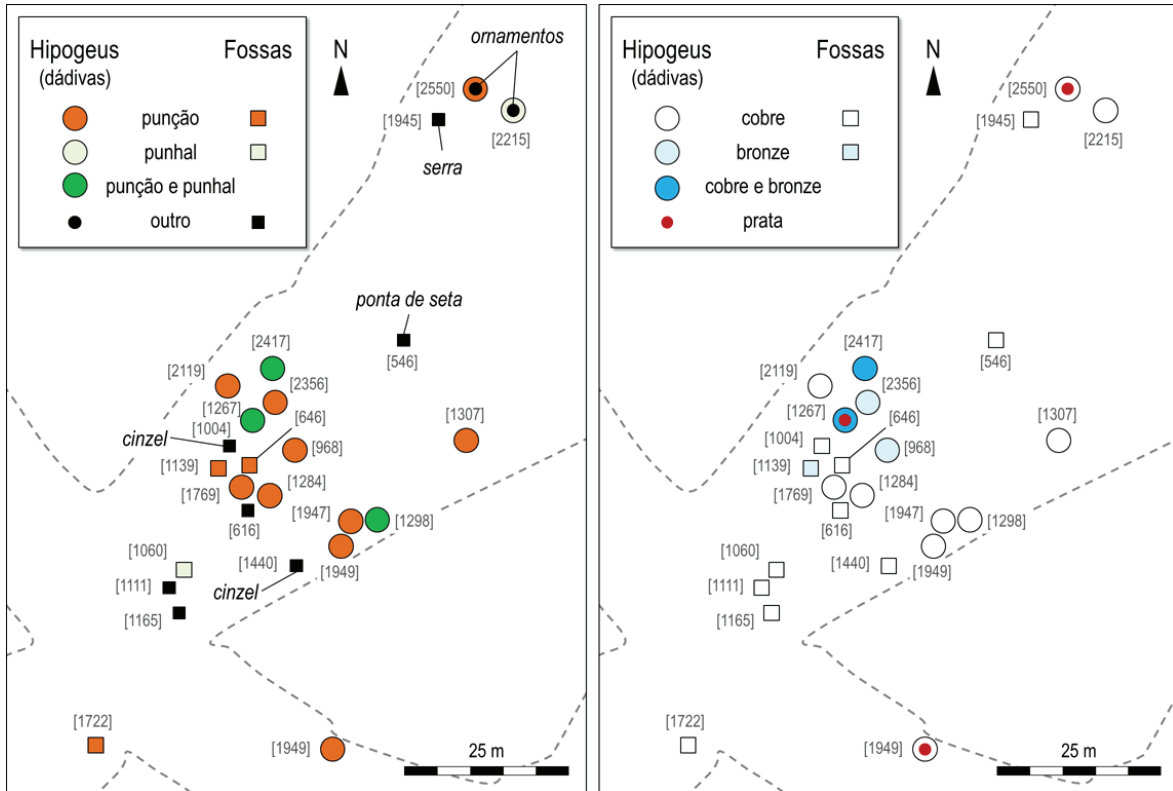 Hipogeus
(dádivas)
Fossas
punção
punhal
punção e punhal
outro
N
ornamentos
[2550]
[1945]
[2215]
serra
ponta de seta
[546]
[2417]
[2119]
[2356]
[1267]
[646]
[1307]
[1004]
cinzel
[968]
[1139]
[1284]
[1769]
[1947]
[1298]
[616]
[1060]
[1440]
[1949]
[1111]
cinzel
[1165]
[1722]
[1949]
25 m
Hipogeus
(dádivas)
Fossas
cobre
bronze
cobre e bronze
prata
N
[2550]
[1945]
[2215]
[546]
[2417]
[2119]
[2356]
[1267]
[646]
[1307]
[1004]
[968]
[1139]
[1284]
[1769]
[1947]
[1298]
[616]
[1060]
[1440]
[1949]
[1111]
[1165]
[1722]
[1949]
25 m